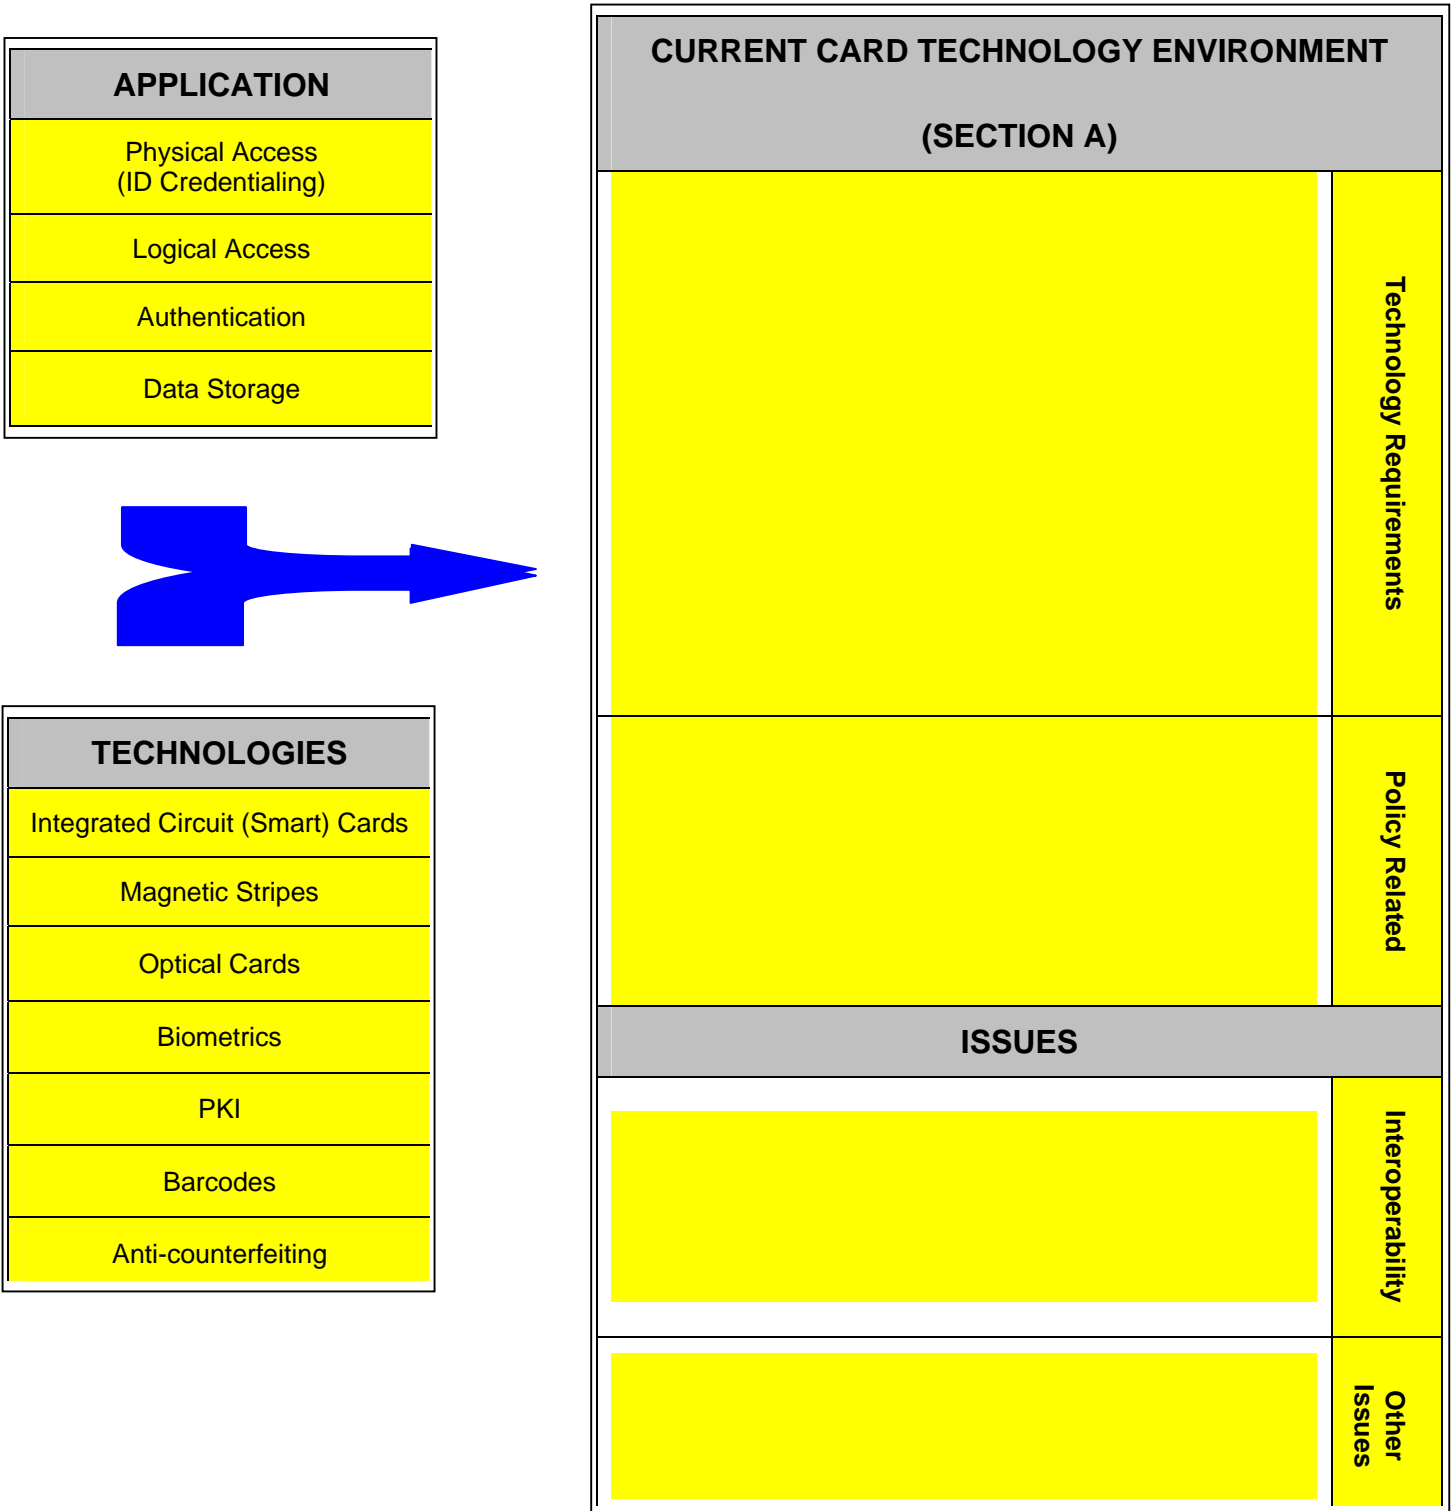 APPLICATION
Physical Access
(ID Credentialing)
Logical Access
Authentication
Data Storage
TECHNOLOGIES
Integrated Circuit (Smart) Cards
Magnetic Stripes
Optical Cards
Biometrics
PKI
Barcodes
Anti-counterfeiting
CURRENT CARD TECHNOLOGY ENVIRONMENT
(SECTION A)
Technology Requirements
Policy Related
ISSUES
Interoperability
Other
Issues